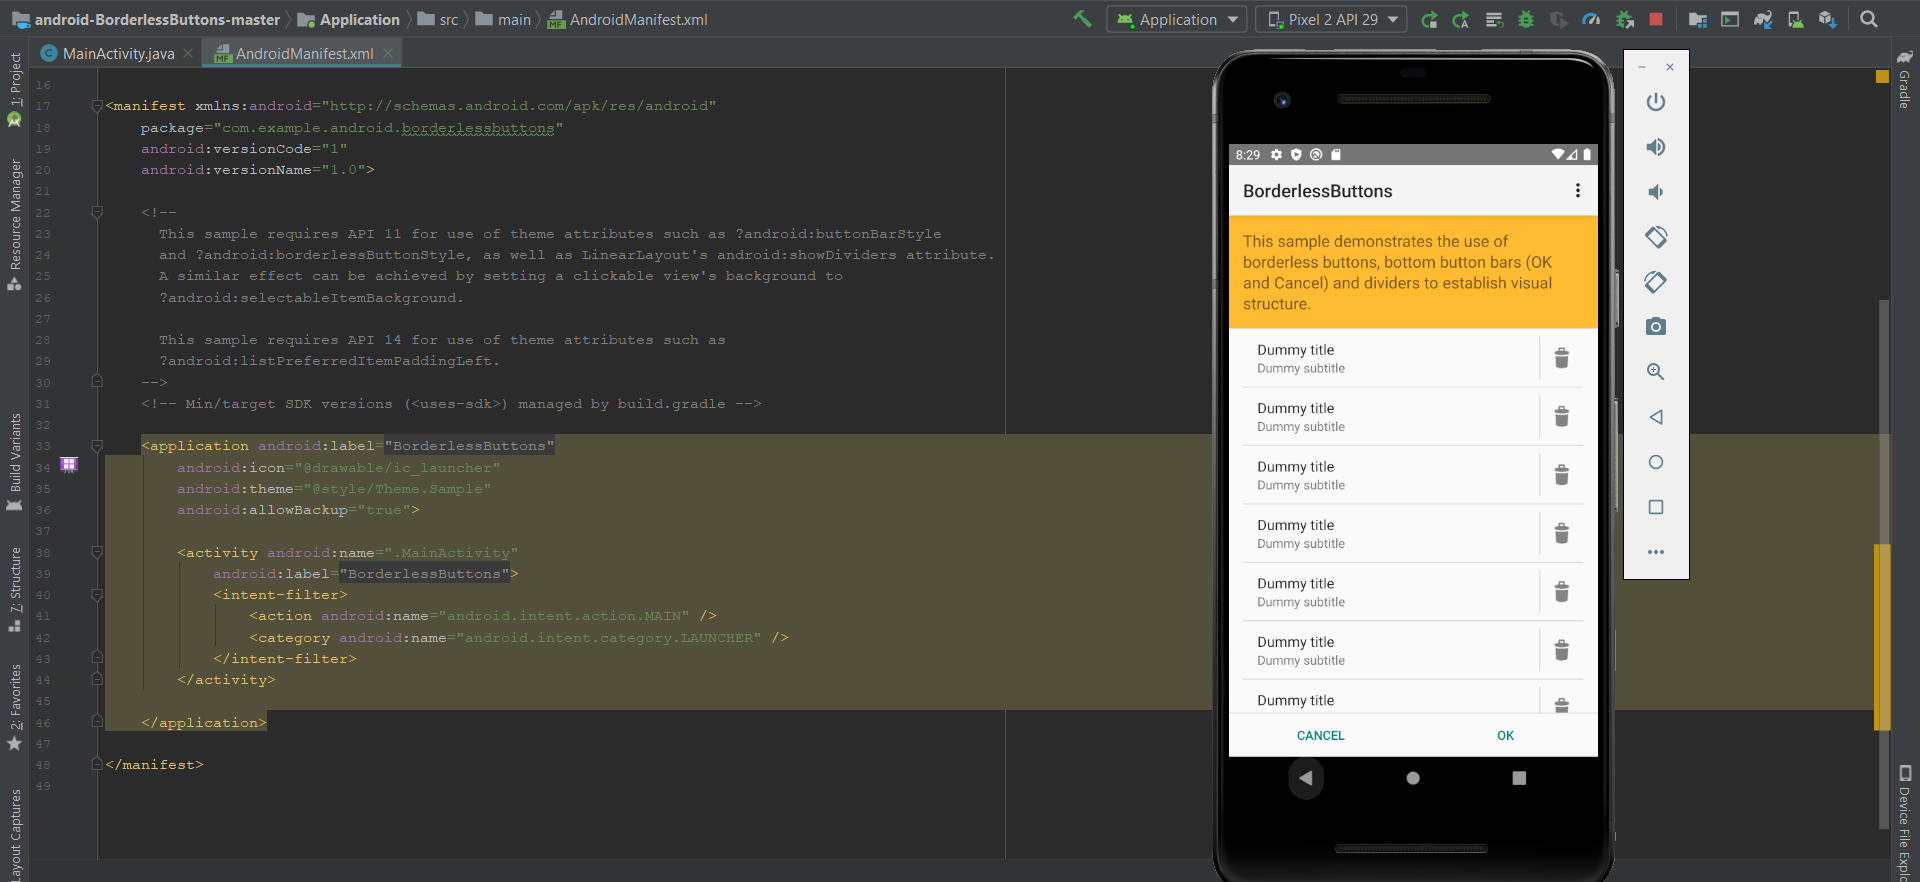 android-BorderlessButtons-master Application src main AndroidManifest.xml
Application Pixel 2 API 29
MainActivity.java AndroidManifest.xml
1: Project
Resource Manager
Build Variants
7: Structure
2: Favorites
Layout Captures
16
17 <manifest xmlns:android="http://schemas.android.com/apk/res/android"
18 package="com.example.android.borderlessbuttons"
19 android:versionCode="1"
20 android:versionName="1.0">
21
22 <!--
23 This sample requires API 11 for use of theme attributes such as ?android:buttonBarStyle
24 and ?android:borderlessButtonStyle, as well as LinearLayout's android:showDividers attribute.
25 A similar effect can be achieved by setting a clickable view's background to
26 ?android:selectableItemBackground.
27
28 This sample requires API 14 for use of theme attributes such as
29 ?android:listPreferredItemPaddingLeft.
30 -->
31 <!-- Min/target SDK versions (<uses-sdk>) managed by build.gradle -->
32
33 <application android:label="BorderlessButtons"
34 android:icon="@drawable/ic_launcher"
35 android:theme="@style/Theme.Sample"
36 android:allowBackup="true">
37
38 <activity android:name=".MainActivity"
39 android:label="BorderlessButtons">
40 <intent-filter>
41 <action android:name="android.intent.action.MAIN" />
42 <category android:name="android.intent.category.LAUNCHER" />
43 </intent-filter>
44 </activity>
45
46 </application>
47
48 </manifest>
49
8:29
BorderlessButtons
This sample demonstrates the use of
borderless buttons, bottom button bars (OK
and Cancel) and dividers to establish visual
structure.
Dummy title
Dummy subtitle
Dummy title
Dummy subtitle
Dummy title
Dummy subtitle
Dummy title
Dummy subtitle
Dummy title
Dummy subtitle
Dummy title
Dummy subtitle
Dummy title
CANCEL OK
Gradle
Device File Explo